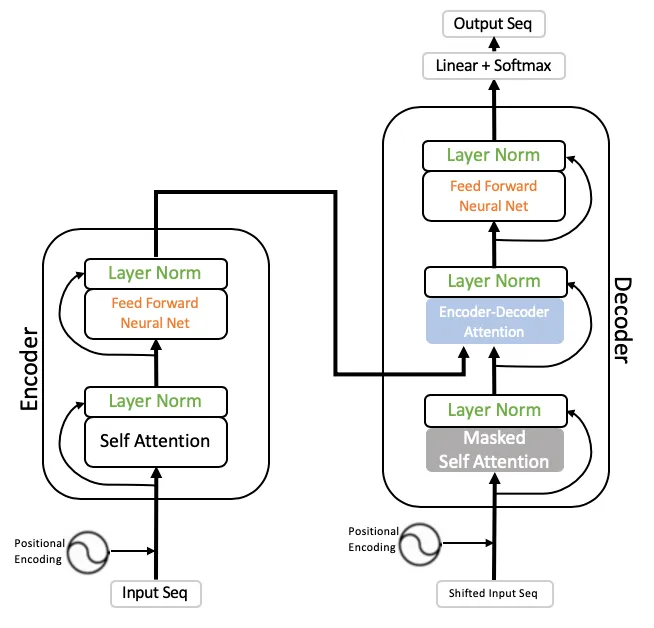 Output Seq
Linear + Softmax
Layer Norm
Feed Forward
Neural Net
Layer Norm
Encoder-Decoder
Attention
Layer Norm
Masked
Self Attention
Decoder
Positional
Encoding
Shifted Input Seq
Layer Norm
Feed Forward
Neural Net
Layer Norm
Self Attention
Encoder
Positional
Encoding
Input Seq